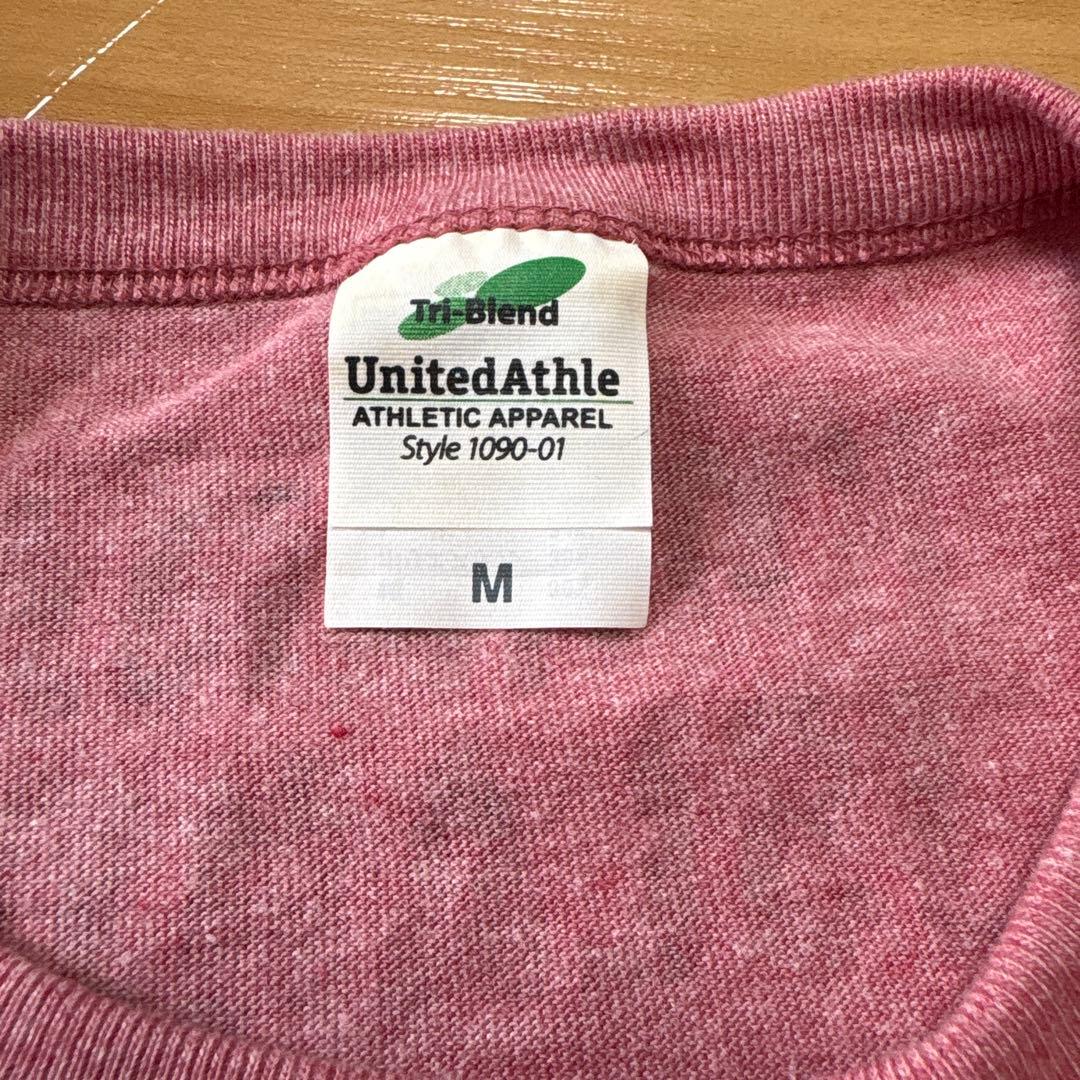 Tri-Blend
UnitedAthle
ATHLETIC APPAREL
Style 1090-01
M